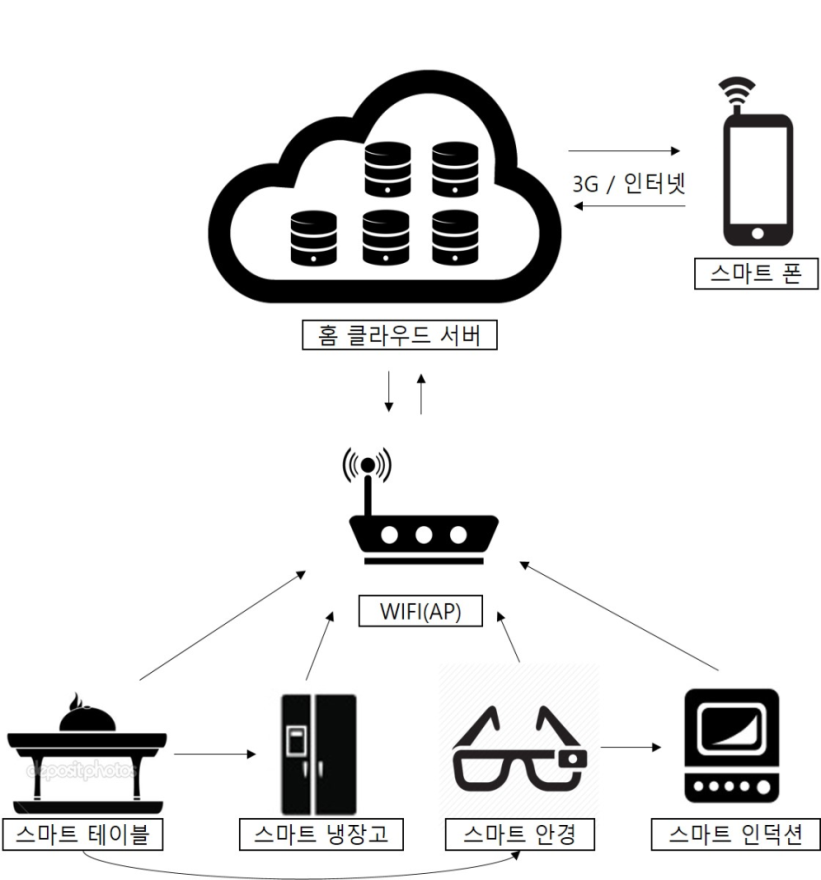 3G / 인터넷
스마트 폰
홈 클라우드 서버
WIFI(AP)
depositphotos
스마트 테이블
스마트 냉장고
스마트 안경
스마트 인덕션